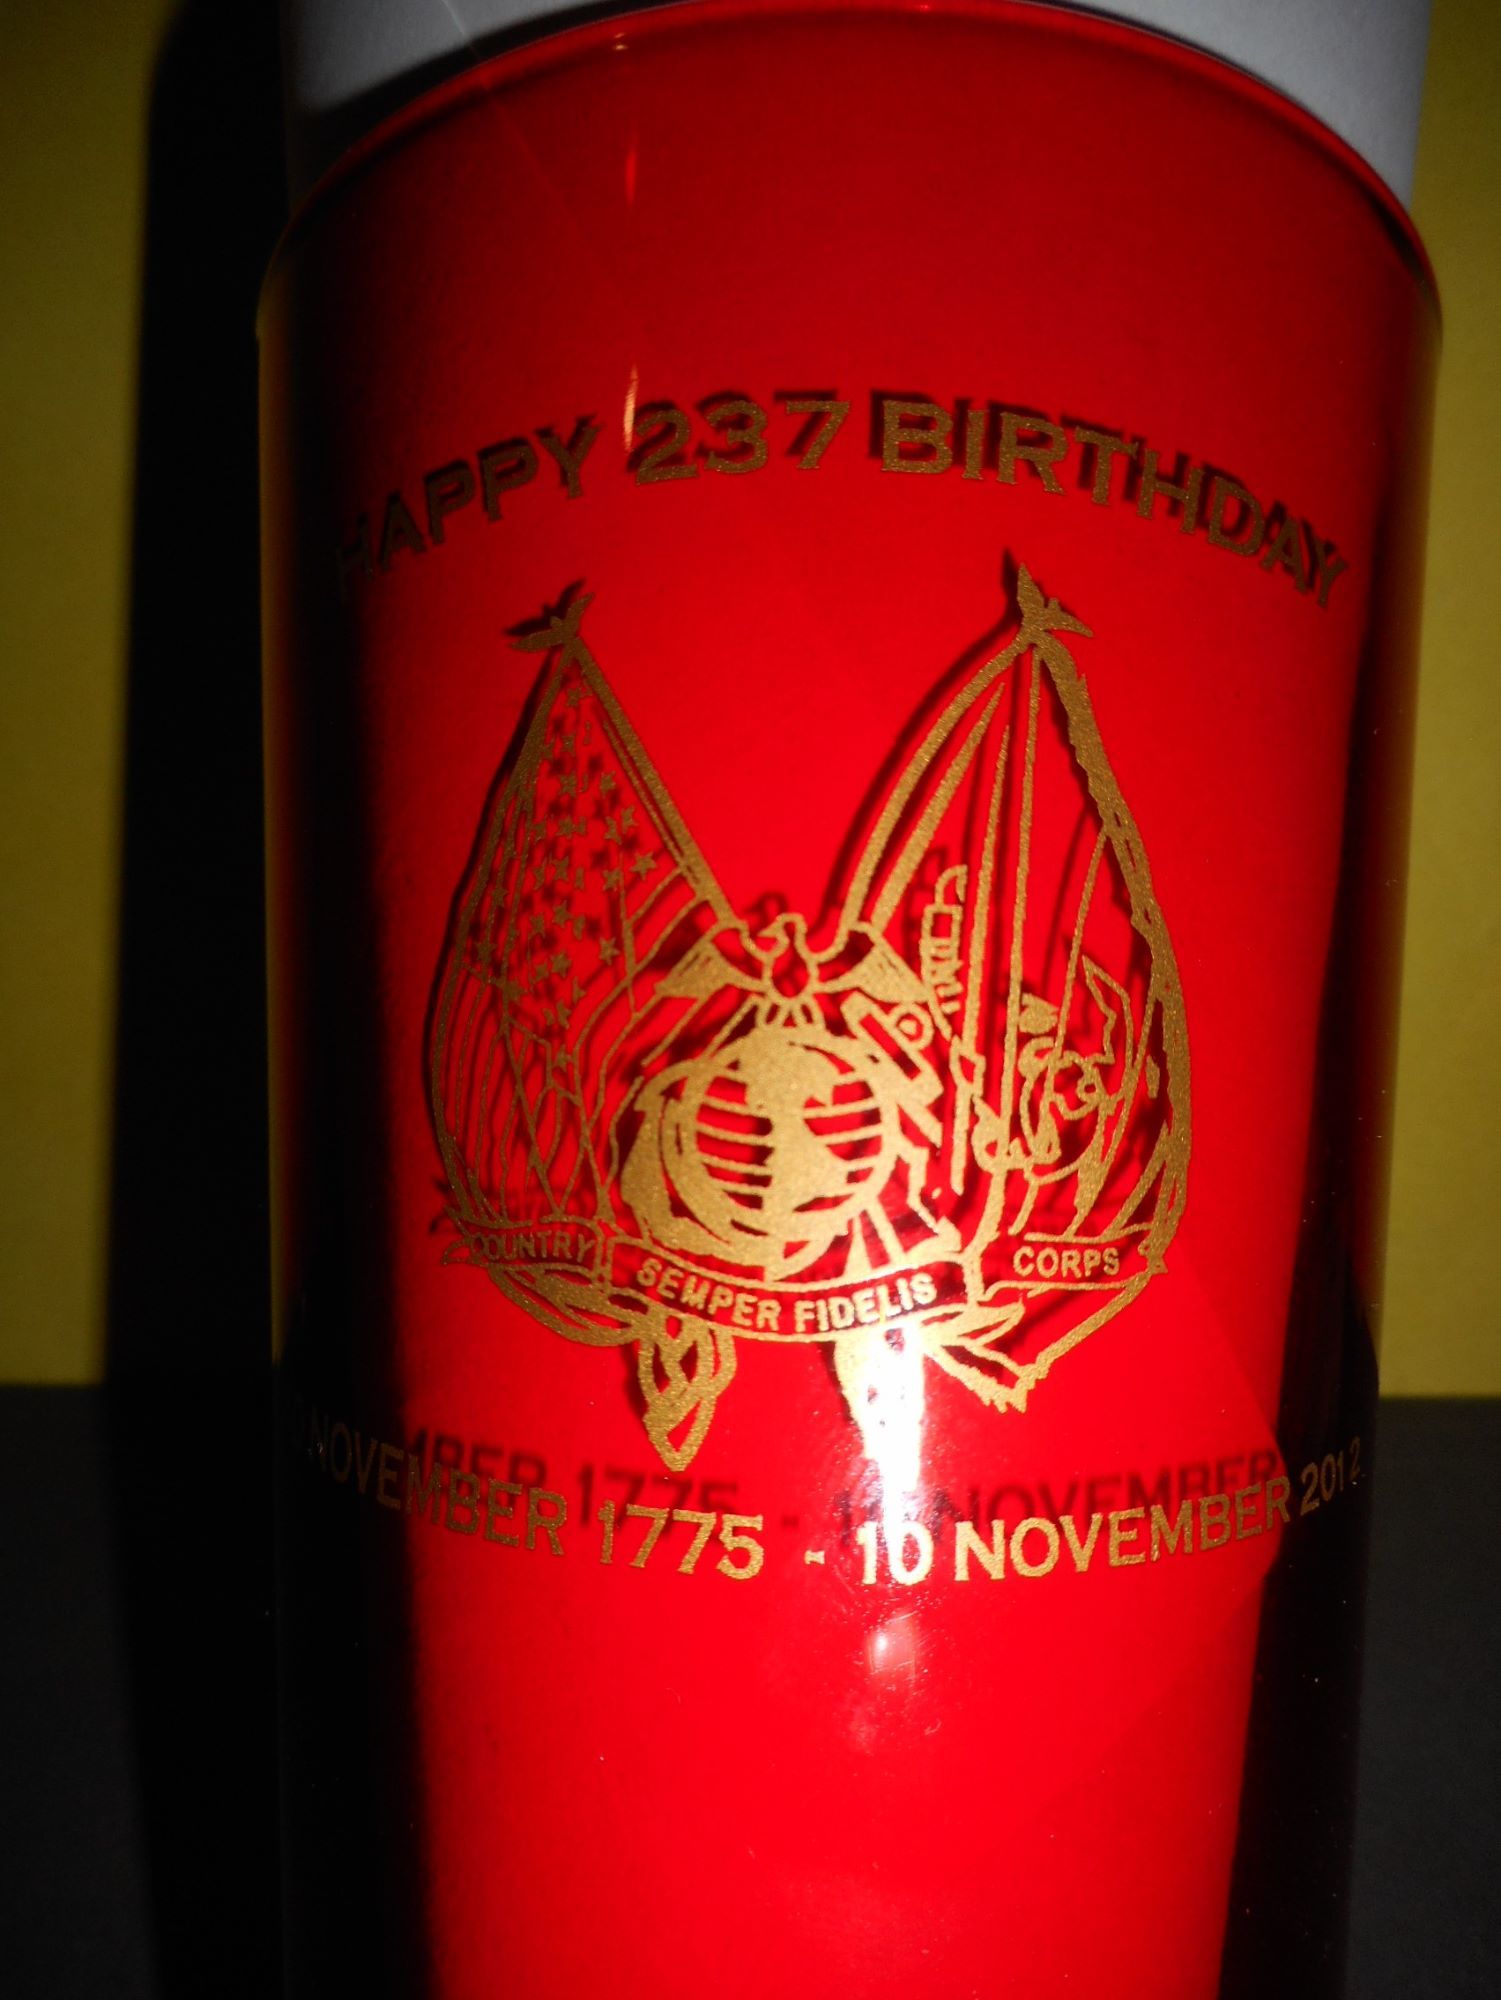 HAPPY 237 BIRTHDAY
COUNTRY SEMPER FIDELIS CORPS
NOVEMBER 1775 - 10 NOVEMBER 2012